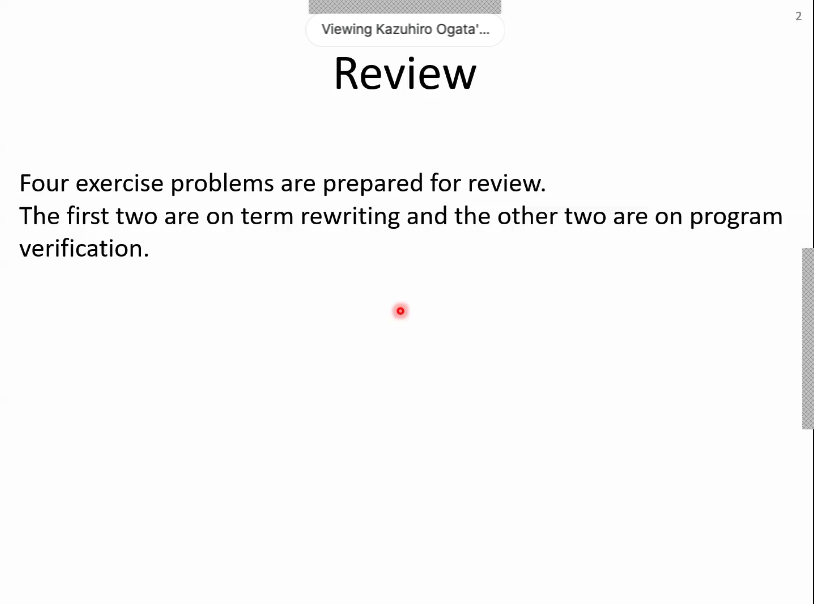 2
Viewing Kazuhiro Ogata'...
Review
Four exercise problems are prepared for review.
The first two are on term rewriting and the other two are on program
verification.